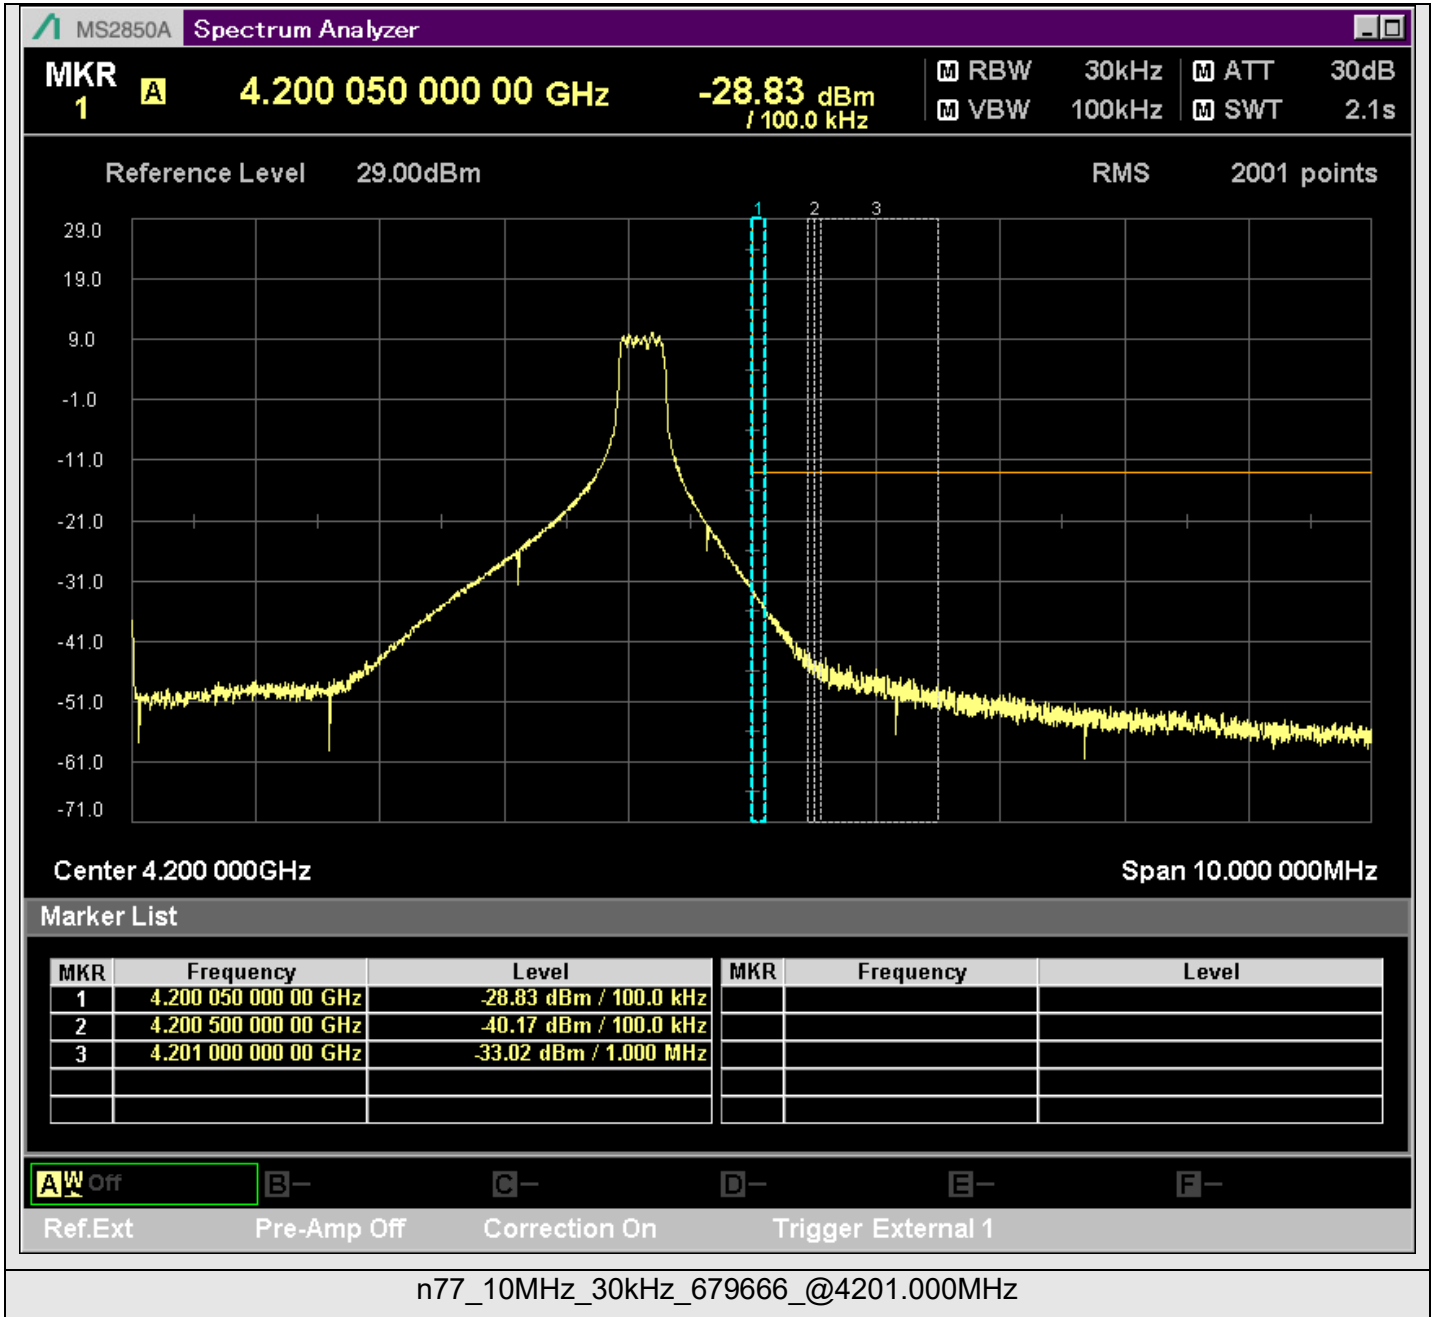 MS2850A Spectrum Analyzer
MKR 1 A 4.200 050 000 00 GHz -28.83 dBm / 100.0 kHz
M RBW 30kHz M ATT 30dB
M VBW 100kHz M SWT 2.1s
Reference Level 29.00dBm RMS 2001 points
1 2 3
29.0
19.0
9.0
-1.0
-11.0
-21.0
-31.0
-41.0
-51.0
-61.0
-71.0
Center 4.200 000GHz Span 10.000 000MHz
Marker List
MKR Frequency Level MKR Frequency Level
1 4.200 050 000 00 GHz -28.83 dBm / 100.0 kHz
2 4.200 500 000 00 GHz -40.17 dBm / 100.0 kHz
3 4.201 000 000 00 GHz -33.02 dBm / 1.000 MHz
A W Off B- C- D- E- F-
Ref.Ext Pre-Amp Off Correction On Trigger External 1
n77_10MHz_30kHz_679666_@4201.000MHz